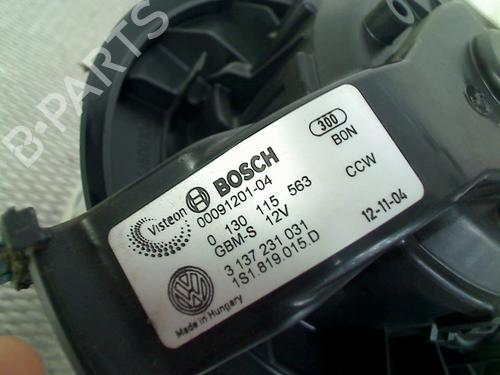 B-PARTS
300
Visteon BOSCH BON
00091201-04
0 130 115 563 CCW
GBM-S 12V
3 137 231 031 12-11-04
1S1.819.015.D
Made in Hungary